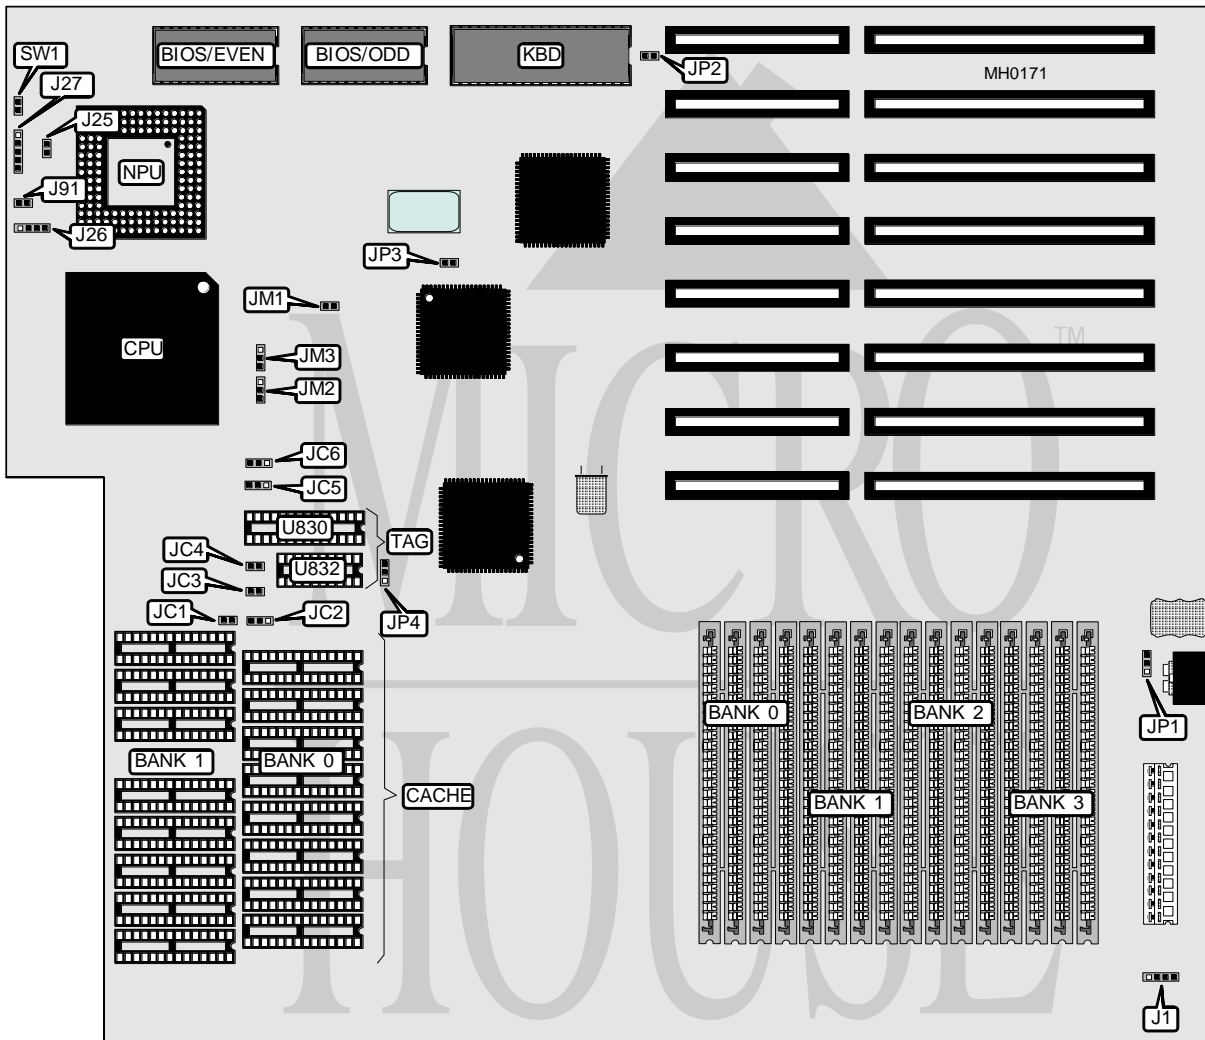 BIOS/EVEN
BIOS/ODD
KBD
SW1
JP2
MH0171
J27
J25
NPU
J91
J26
JP3
JM1
CPU
JM3
JM2
MICRO™
JC6
JC5
U830
TAG
JC4
U832
JC3
JC1
JC2
JP4
BANK 0
BANK 2
JP1
BANK 1
BANK 0
CACHE
BANK 1
BANK 3
HOUSE
J1